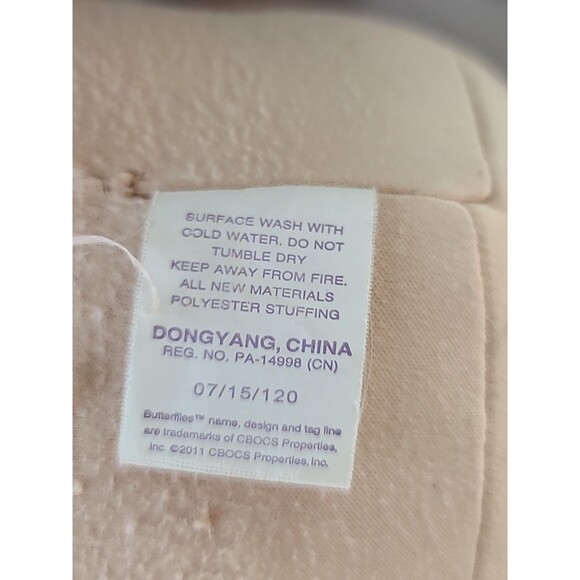 SURFACE WASH WITH
COLD WATER. DO NOT
TUMBLE DRY
KEEP AWAY FROM FIRE.
ALL NEW MATERIALS
POLYESTER STUFFING
DONGYANG, CHINA
REG. NO. PA-14998 (CN)
07/15/120
Butterflies™ name, design and tag line
are trademarks of CBOCS Properties,
Inc. ©2011 CBOCS Properties, Inc.